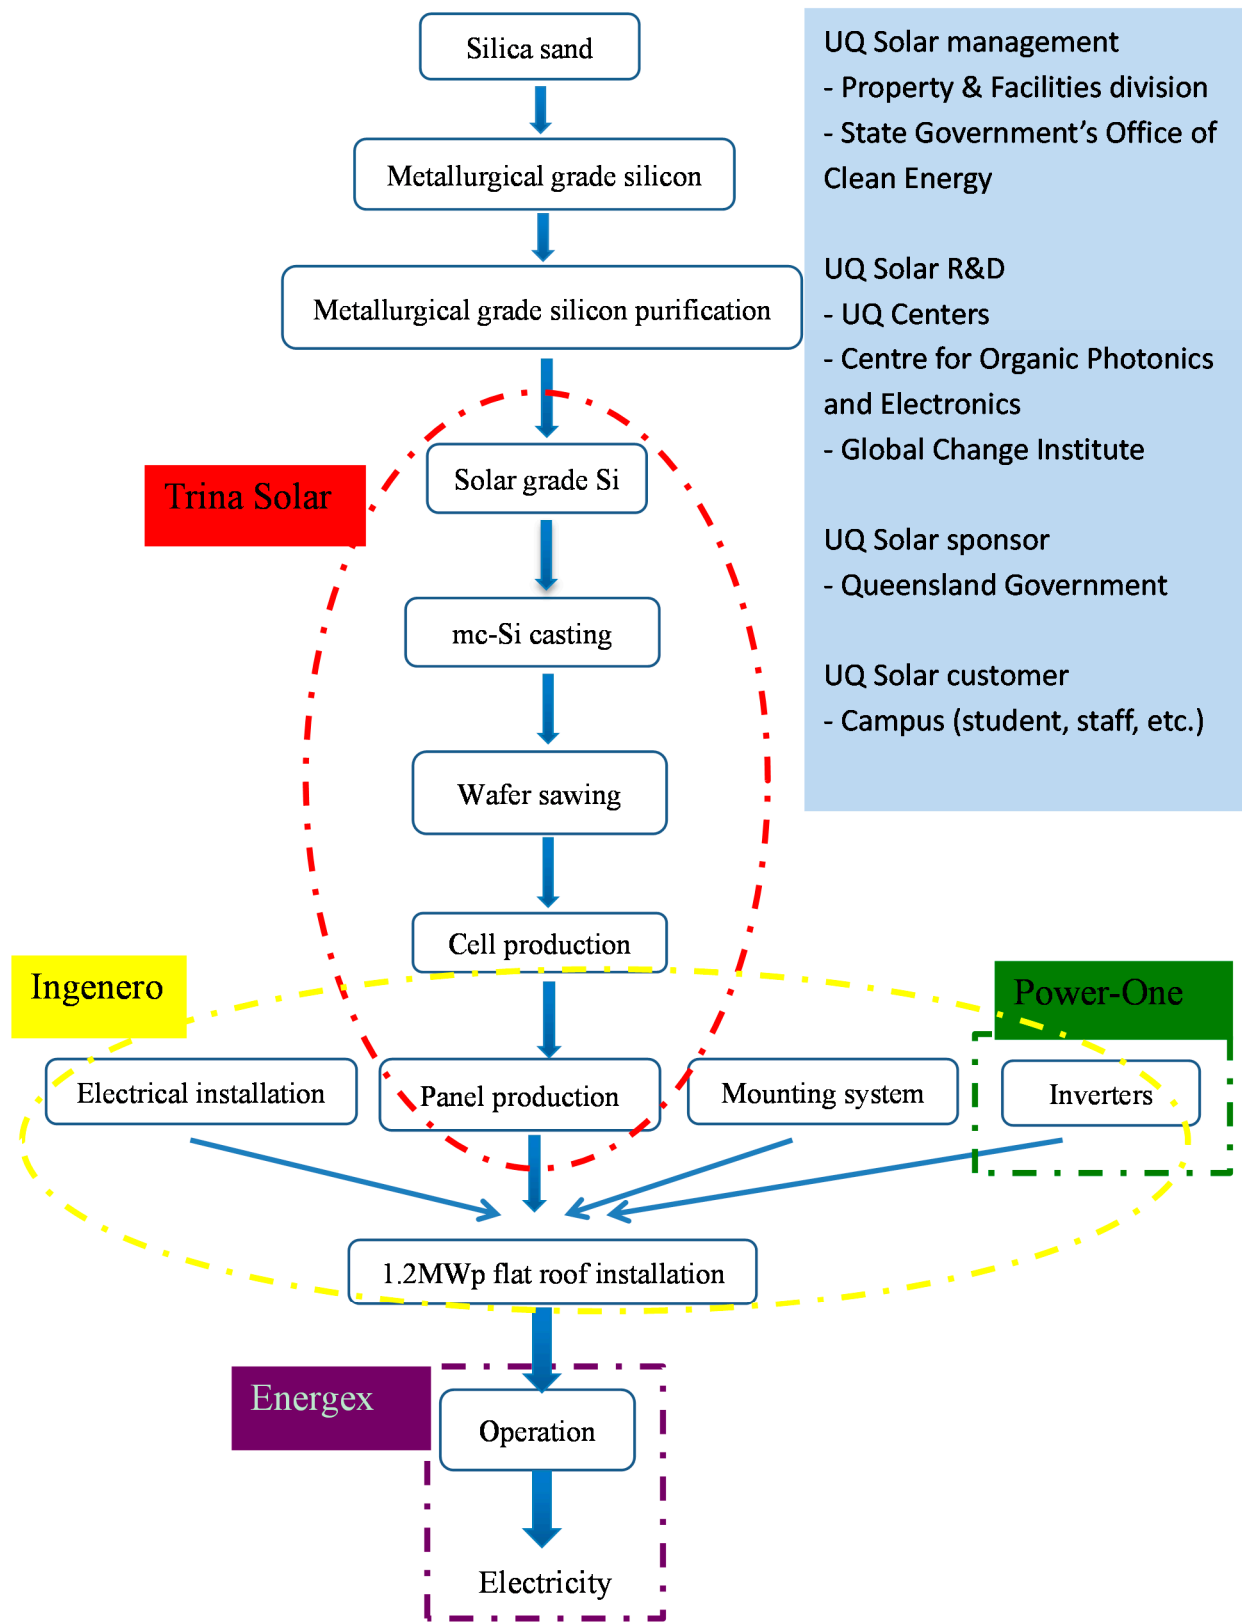 Silica sand
Metallurgical grade silicon
Metallurgical grade silicon purification
UQ Solar management
- Property & Facilities division
- State Government's Office of
Clean Energy
UQ Solar R&D
- UQ Centers
- Centre for Organic Photonics
and Electronics
- Global Change Institute
UQ Solar sponsor
- Queensland Government
UQ Solar customer
- Campus (student, staff, etc.)
Trina Solar
Solar grade Si
mc-Si casting
Wafer sawing
Cell production
Ingenero
Power-One
Electrical installation
Panel production
Mounting system
Inverters
1.2MWp flat roof installation
Energex
Operation
Electricity